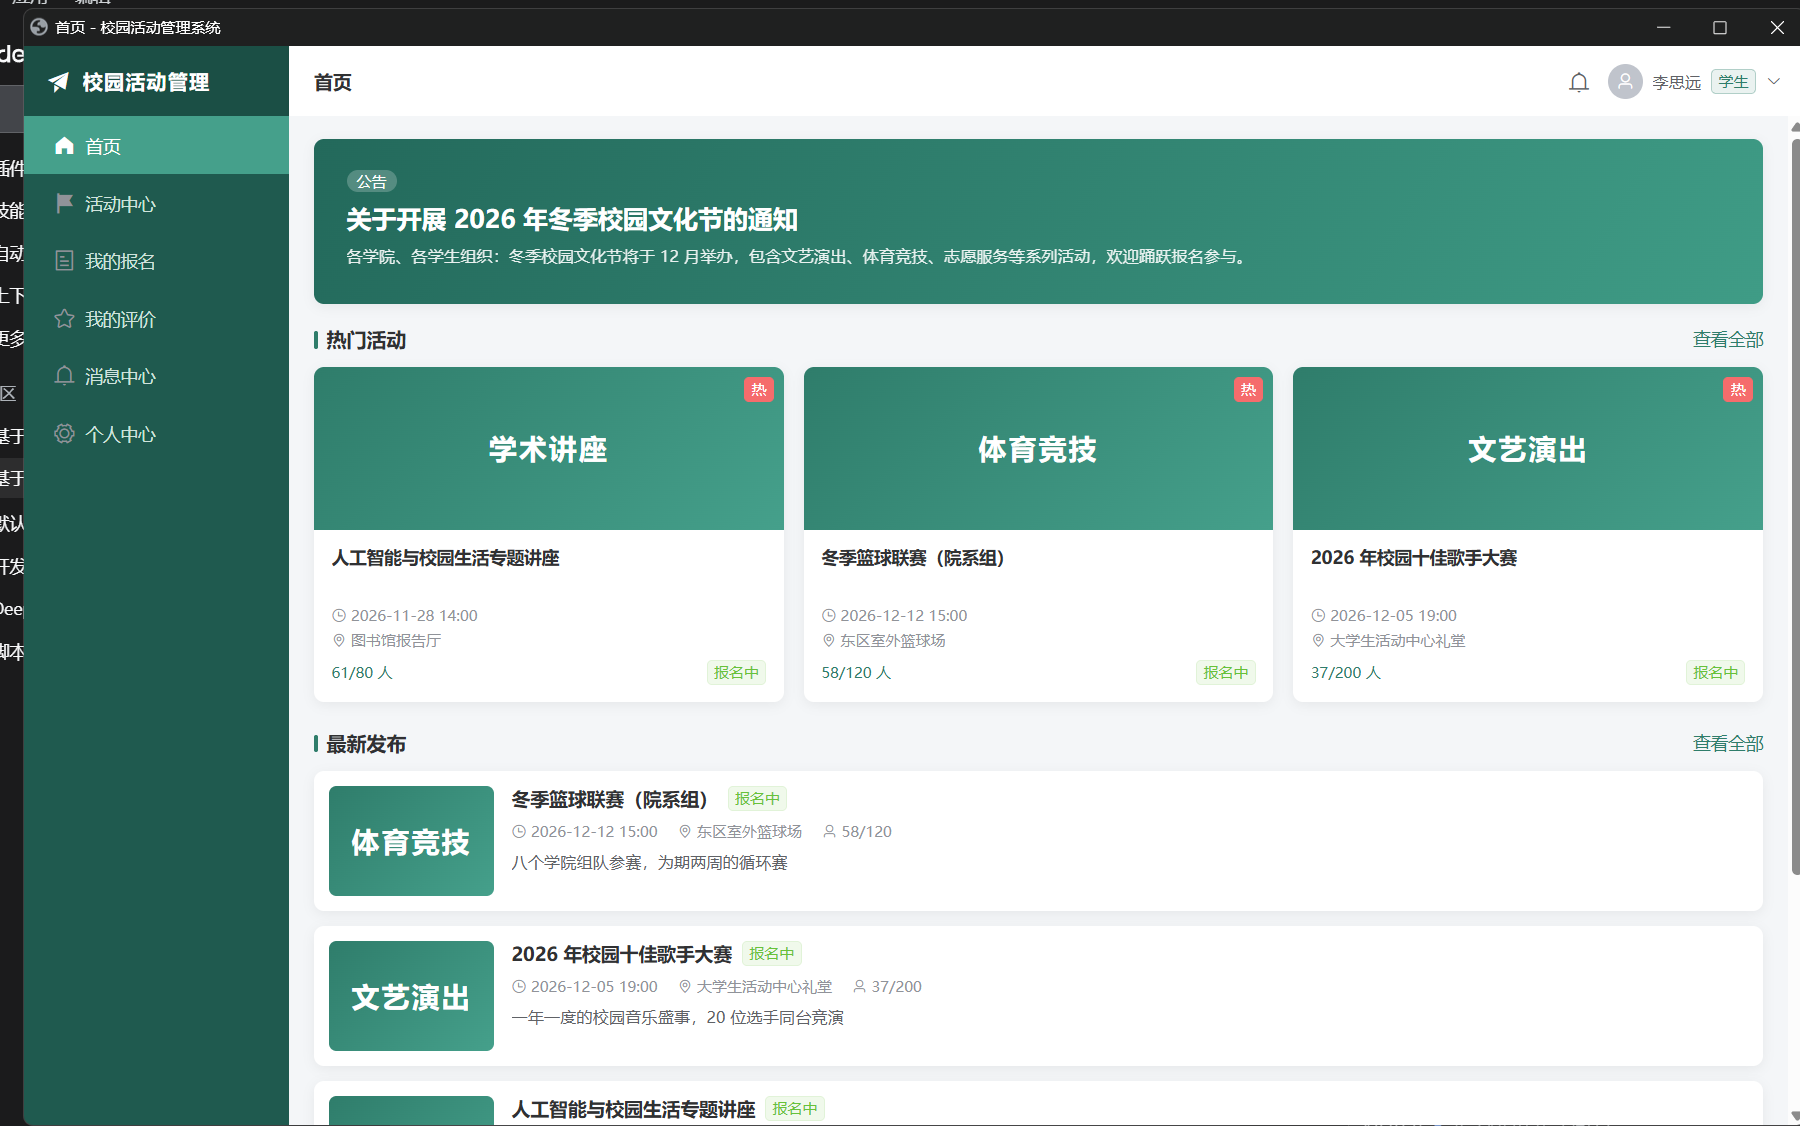 首页 - 校园活动管理系统
校园活动管理
首页
李思远
学生
首页
活动中心
我的报名
我的评价
消息中心
个人中心
公告
关于开展 2026 年冬季校园文化节的通知
各学院、各学生组织：冬季校园文化节将于 12 月举办，包含文艺演出、体育竞技、志愿服务等系列活动，欢迎踊跃报名参与。
热门活动
查看全部
热
学术讲座
人工智能与校园生活专题讲座
2026-11-28 14:00
图书馆报告厅
61/80 人
报名中
热
体育竞技
冬季篮球联赛（院系组）
2026-12-12 15:00
东区室外篮球场
58/120 人
报名中
热
文艺演出
2026 年校园十佳歌手大赛
2026-12-05 19:00
大学生活动中心礼堂
37/200 人
报名中
最新发布
查看全部
体育竞技
冬季篮球联赛（院系组）
报名中
2026-12-12 15:00 东区室外篮球场 58/120
八个学院组队参赛，为期两周的循环赛
文艺演出
2026 年校园十佳歌手大赛
报名中
2026-12-05 19:00 大学生活动中心礼堂 37/200
一年一度的校园音乐盛事，20 位选手同台竞演
人工智能与校园生活专题讲座
报名中